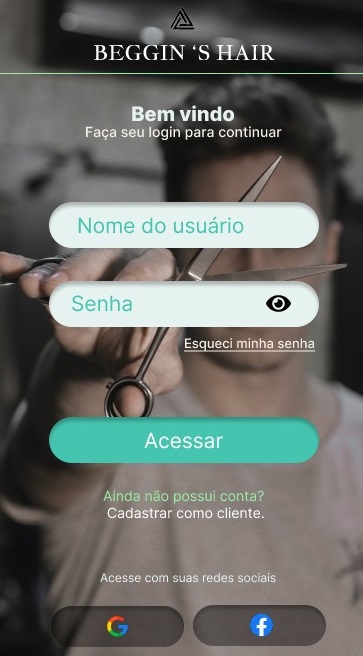 BEGGIN ‘S HAIR
Bem vindo
Faça seu login para continuar
Nome do usuário
Senha
Esqueci minha senha
Acessar
Ainda não possui conta?
Cadastrar como cliente.
Acesse com suas redes sociais